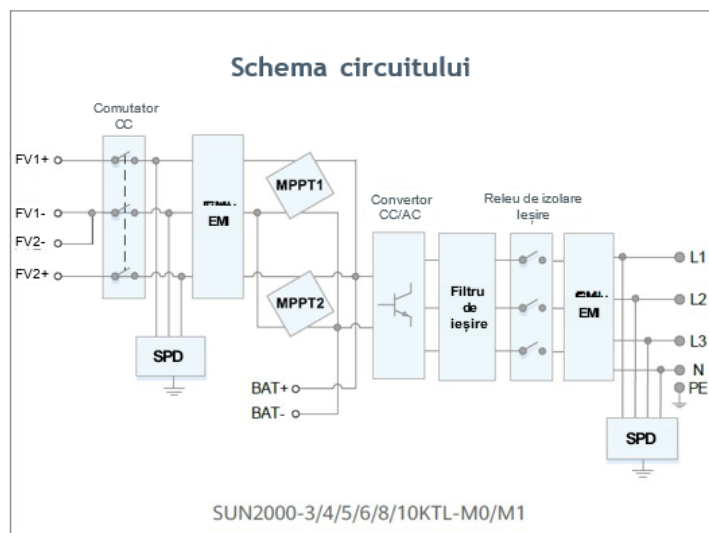 Schema circuitului
Comutator
CC
FV1+
FV1-
FV2-
FV2+
EMI
MPPT1
MPPT2
SPD
BAT+
BAT-
Convertor
CC/AC
Filtru
de
ieșire
Releu de izolare
Ieșire
EMI
L1
L2
L3
N
PE
SPD
SUN2000-3/4/5/6/8/10KTL-M0/M1